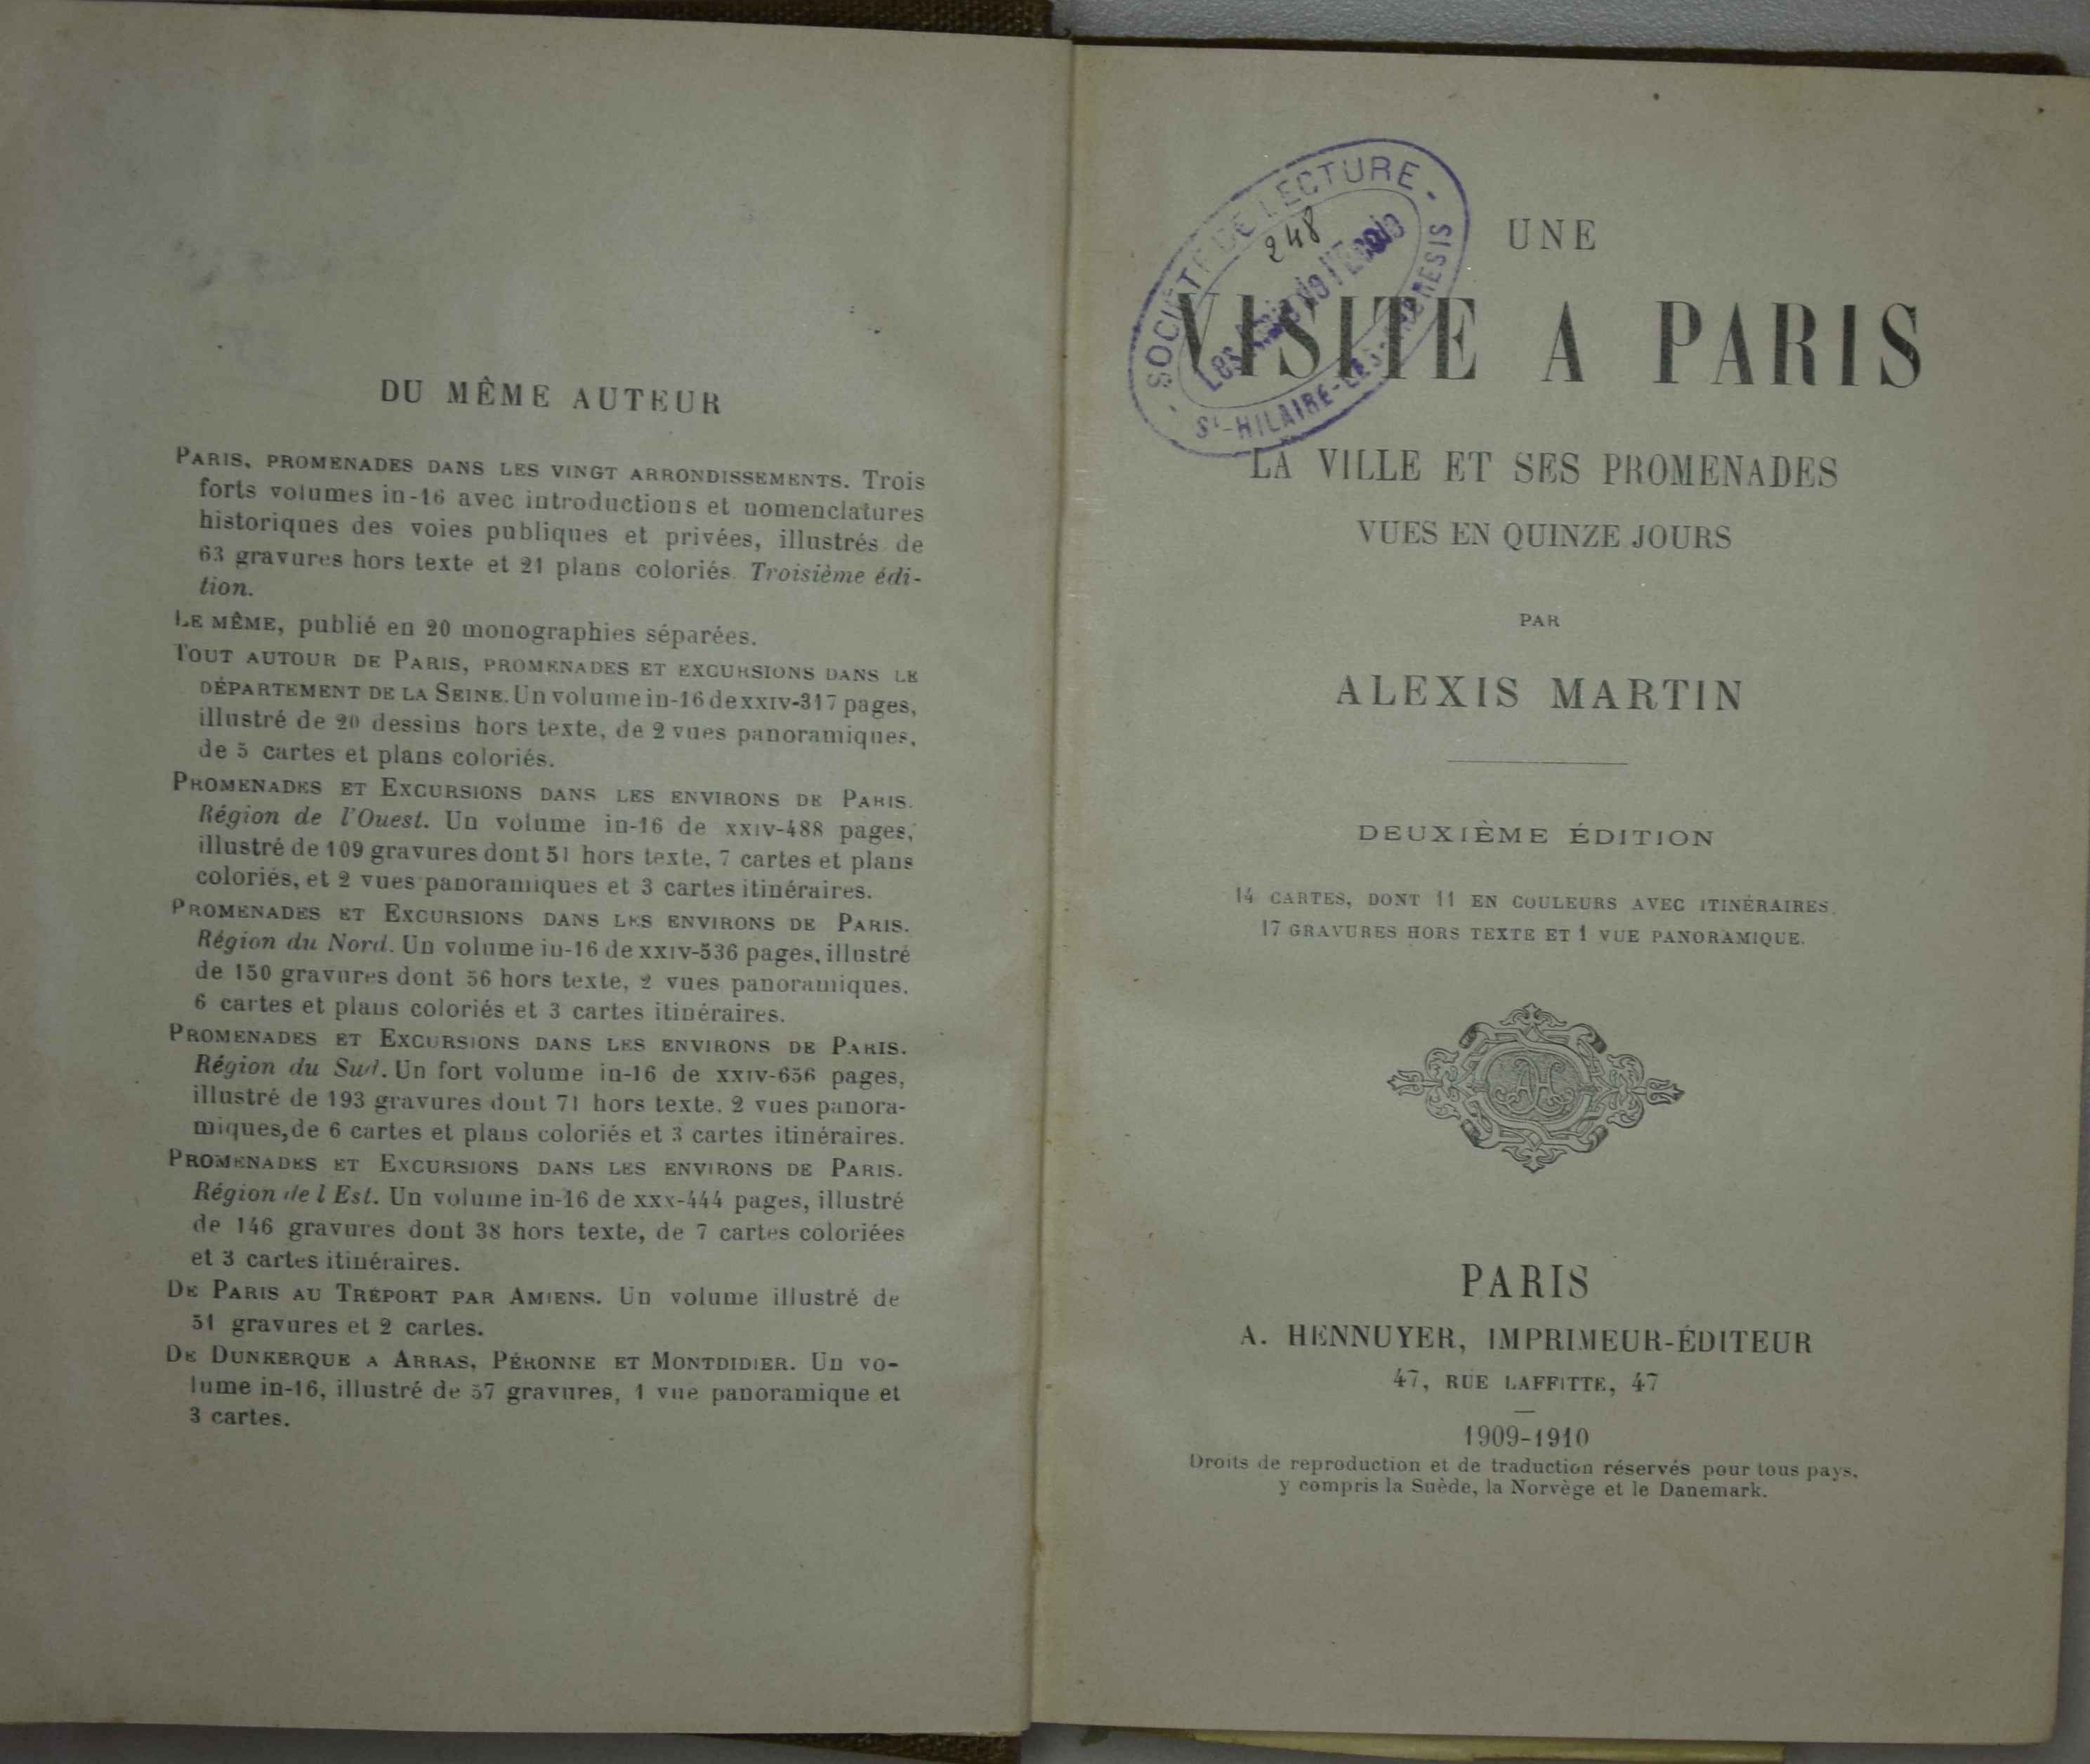 DU MÊME AUTEUR
PARIS, PROMENADES DANS LES VINGT ARRONDISSEMENTS. Trois
forts volumes in-16 avec introductions et nomenclatures
historiques des voies publiques et privées, illustrés de
63 gravures hors texte et 21 plans coloriés. Troisième édi-
tion.
LE MÊME, publié en 20 monographies séparées.
TOUT AUTOUR DE PARIS, PROMENADES ET EXCURSIONS DANS LE
DÉPARTEMENT DE LA SEINE. Un volume in-16 de XXIV-317 pages,
illustré de 20 dessins hors texte, de 2 vues panoramiques,
de 5 cartes et plans coloriés.
PROMENADES ET EXCURSIONS DANS LES ENVIRONS DE PARIS.
Région de l'Ouest. Un volume in-16 de XXIV-488 pages,
illustré de 109 gravures dont 51 hors texte, 7 cartes et plans
coloriés, et 2 vues panoramiques et 3 cartes itinéraires.
PROMENADES ET EXCURSIONS DANS LES ENVIRONS DE PARIS.
Région du Nord. Un volume in-16 de XXIV-536 pages, illustré
de 150 gravures dont 56 hors texte, 2 vues panoramiques,
6 cartes et plans coloriés et 3 cartes itinéraires.
PROMENADES ET EXCURSIONS DANS LES ENVIRONS DE PARIS.
Région du Sud. Un fort volume in-16 de XXIV-656 pages,
illustré de 193 gravures dont 71 hors texte, 2 vues panora-
miques, de 6 cartes et plans coloriés et 3 cartes itinéraires.
PROMENADES ET EXCURSIONS DANS LES ENVIRONS DE PARIS.
Région de l'Est. Un volume in-16 de XXX-444 pages, illustré
de 146 gravures dont 38 hors texte, de 7 cartes coloriées
et 3 cartes itinéraires.
DE PARIS AU TRÉPORT PAR AMIENS. Un volume illustré de
51 gravures et 2 cartes.
DE DUNKERQUE A ARRAS, PÉRONNE ET MONTDIDIER. Un vo-
lume in-16, illustré de 57 gravures, 1 vue panoramique et
3 cartes.
- SOCIÉTÉ DE LECTURE -
248
Les Amis de l'École
St-HILAIRE-LES-ANDRESIS
UNE
VISITE A PARIS
LA VILLE ET SES PROMENADES
VUES EN QUINZE JOURS
PAR
ALEXIS MARTIN
DEUXIÈME ÉDITION
14 CARTES, DONT 11 EN COULEURS AVEC ITINÉRAIRES,
17 GRAVURES HORS TEXTE ET 1 VUE PANORAMIQUE.
AH
PARIS
A. HENNUYER, IMPRIMEUR-ÉDITEUR
47, RUE LAFFITTE, 47
1909-1910
Droits de reproduction et de traduction réservés pour tous pays,
y compris la Suède, la Norvège et le Danemark.